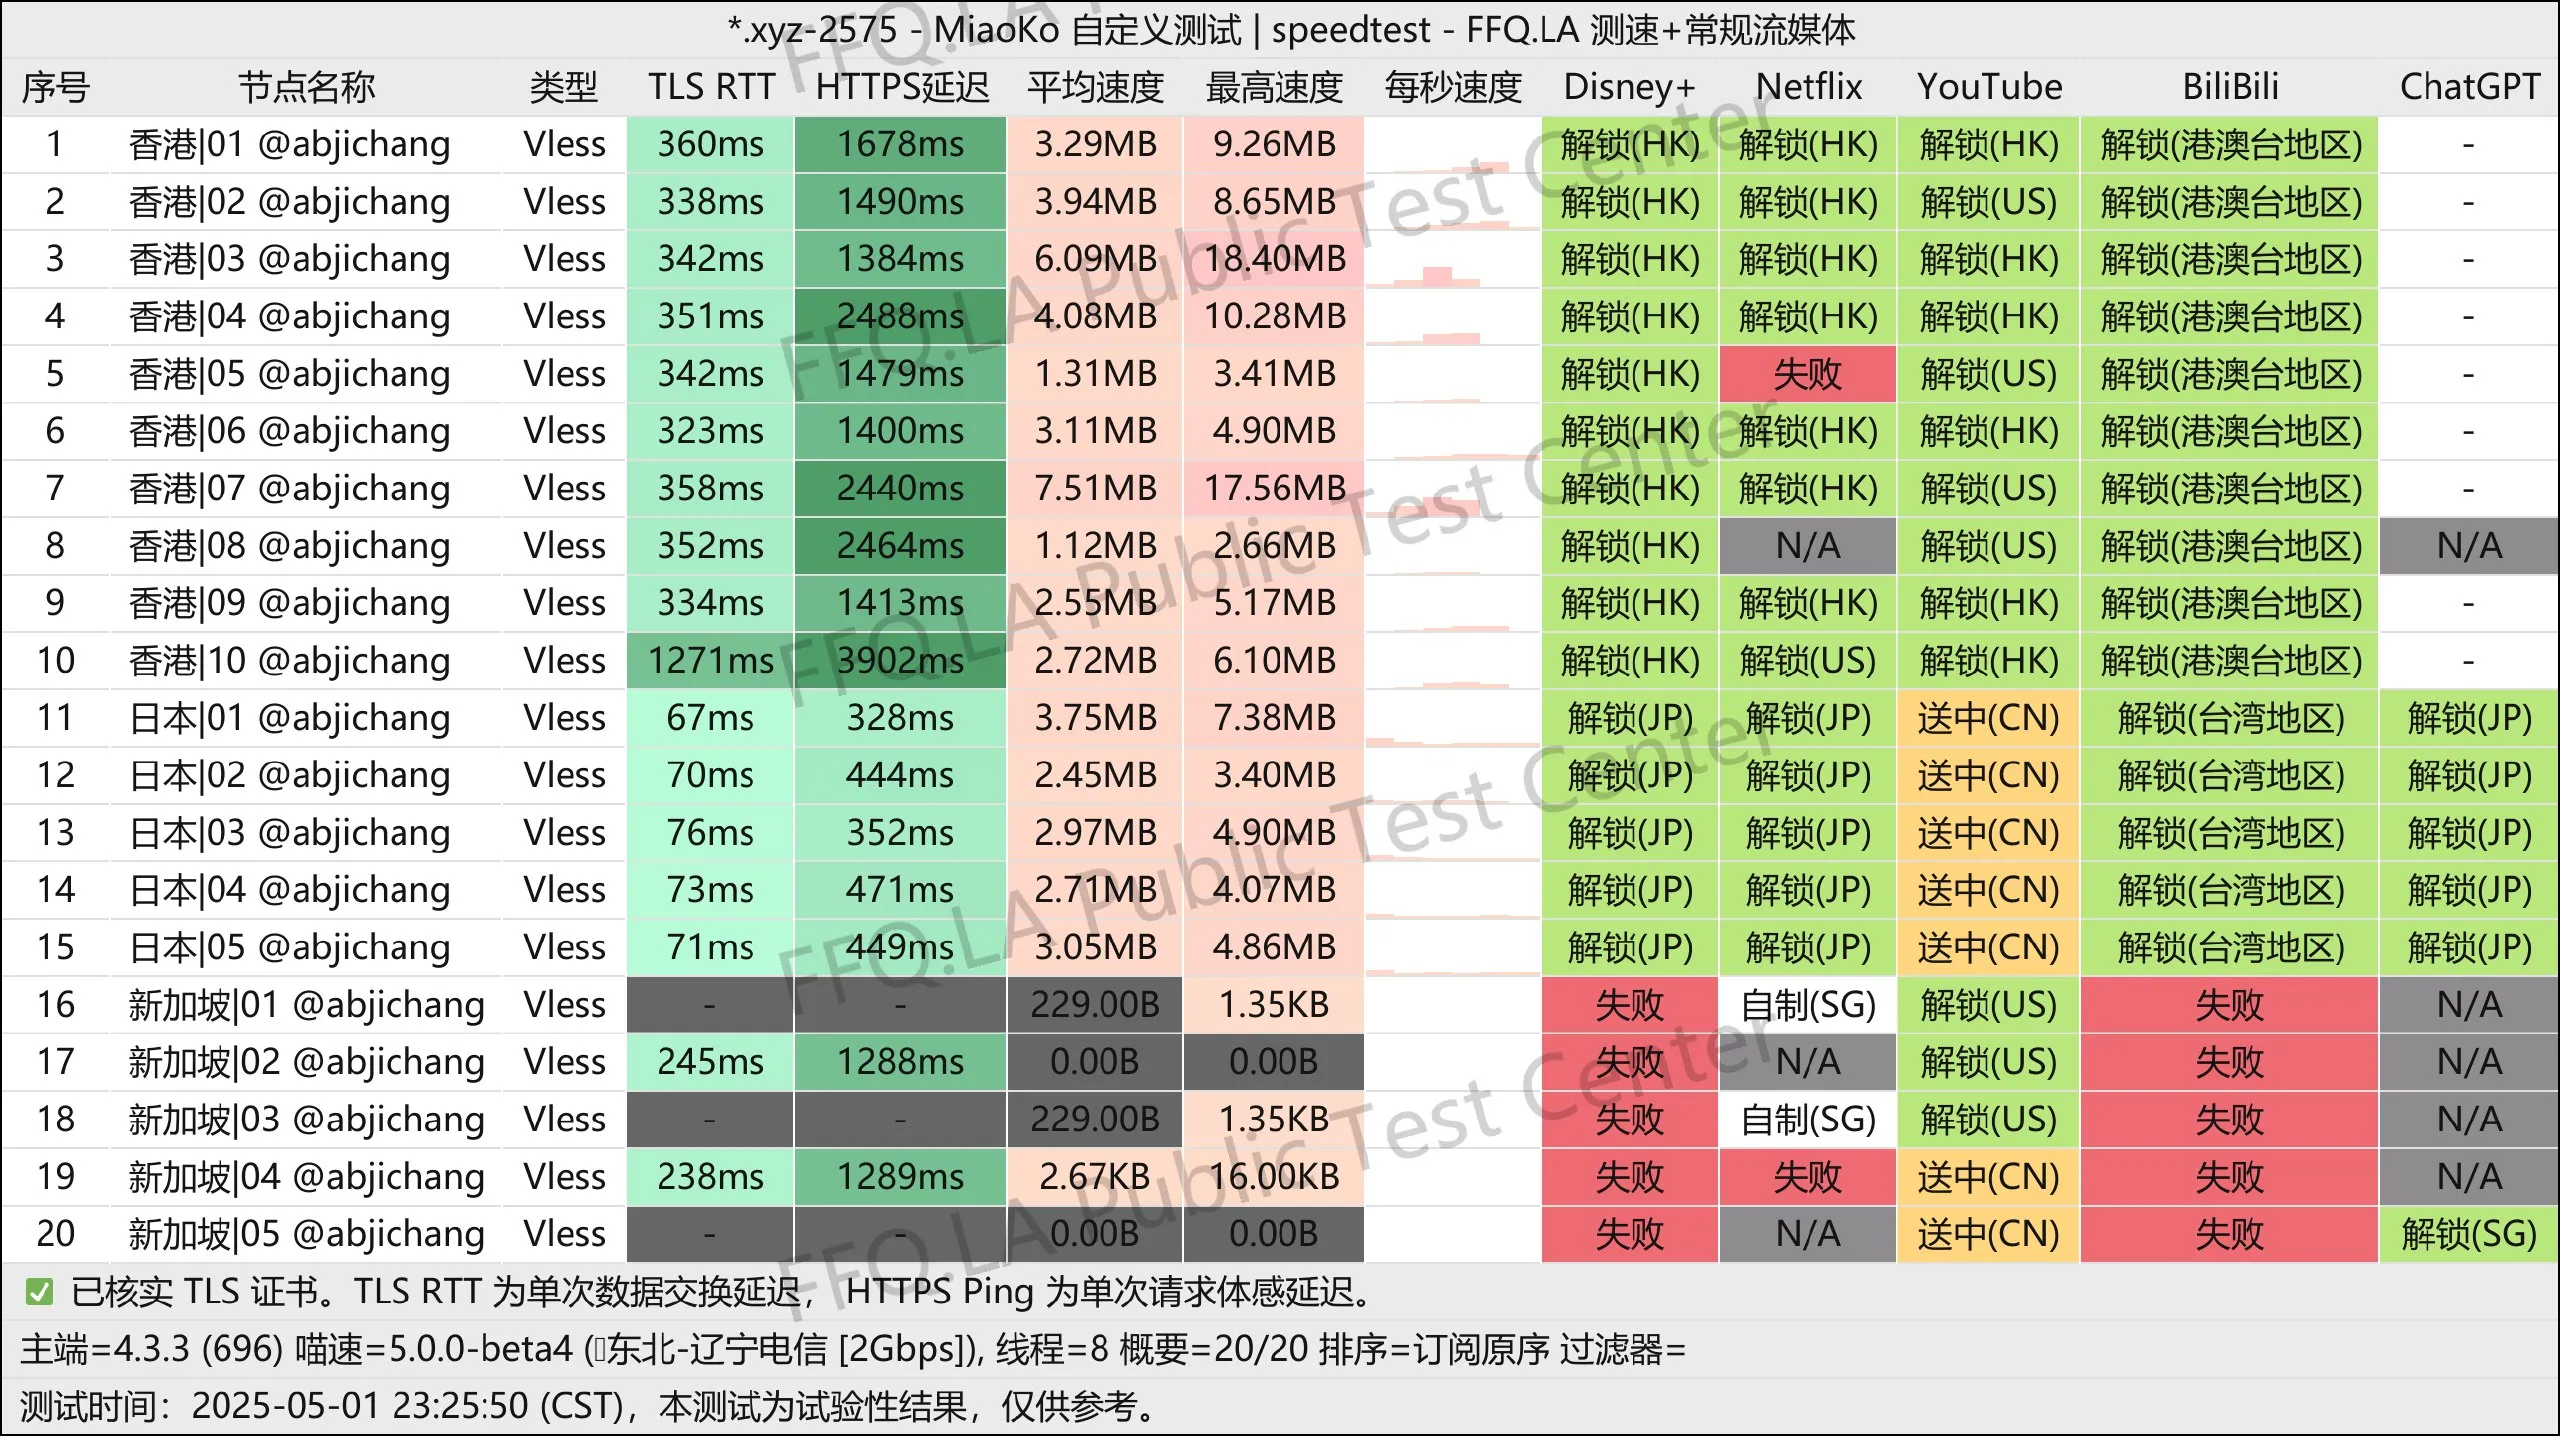 *.xyz-2575 - MiaoKo 自定义测试 | speedtest - FFQ.LA 测速+常规流媒体
序号 节点名称 类型 TLS RTT HTTPS延迟 平均速度 最高速度 每秒速度 Disney+ Netflix YouTube BiliBili ChatGPT
1 香港|01 @abjichang Vless 360ms 1678ms 3.29MB 9.26MB 解锁(HK) 解锁(HK) 解锁(HK) 解锁(港澳台地区) -
2 香港|02 @abjichang Vless 338ms 1490ms 3.94MB 8.65MB 解锁(HK) 解锁(HK) 解锁(US) 解锁(港澳台地区) -
3 香港|03 @abjichang Vless 342ms 1384ms 6.09MB 18.40MB 解锁(HK) 解锁(HK) 解锁(HK) 解锁(港澳台地区) -
4 香港|04 @abjichang Vless 351ms 2488ms 4.08MB 10.28MB 解锁(HK) 解锁(HK) 解锁(HK) 解锁(港澳台地区) -
5 香港|05 @abjichang Vless 342ms 1479ms 1.31MB 3.41MB 解锁(HK) 失败 解锁(US) 解锁(港澳台地区) -
6 香港|06 @abjichang Vless 323ms 1400ms 3.11MB 4.90MB 解锁(HK) 解锁(HK) 解锁(HK) 解锁(港澳台地区) -
7 香港|07 @abjichang Vless 358ms 2440ms 7.51MB 17.56MB 解锁(HK) 解锁(HK) 解锁(US) 解锁(港澳台地区) -
8 香港|08 @abjichang Vless 352ms 2464ms 1.12MB 2.66MB 解锁(HK) N/A 解锁(US) 解锁(港澳台地区) N/A
9 香港|09 @abjichang Vless 334ms 1413ms 2.55MB 5.17MB 解锁(HK) 解锁(HK) 解锁(HK) 解锁(港澳台地区) -
10 香港|10 @abjichang Vless 1271ms 3902ms 2.72MB 6.10MB 解锁(HK) 解锁(US) 解锁(HK) 解锁(港澳台地区) -
11 日本|01 @abjichang Vless 67ms 328ms 3.75MB 7.38MB 解锁(JP) 解锁(JP) 送中(CN) 解锁(台湾地区) 解锁(JP)
12 日本|02 @abjichang Vless 70ms 444ms 2.45MB 3.40MB 解锁(JP) 解锁(JP) 送中(CN) 解锁(台湾地区) 解锁(JP)
13 日本|03 @abjichang Vless 76ms 352ms 2.97MB 4.90MB 解锁(JP) 解锁(JP) 送中(CN) 解锁(台湾地区) 解锁(JP)
14 日本|04 @abjichang Vless 73ms 471ms 2.71MB 4.07MB 解锁(JP) 解锁(JP) 送中(CN) 解锁(台湾地区) 解锁(JP)
15 日本|05 @abjichang Vless 71ms 449ms 3.05MB 4.86MB 解锁(JP) 解锁(JP) 送中(CN) 解锁(台湾地区) 解锁(JP)
16 新加坡|01 @abjichang Vless - - 229.00B 1.35KB 失败 自制(SG) 解锁(US) 失败 N/A
17 新加坡|02 @abjichang Vless 245ms 1288ms 0.00B 0.00B 失败 N/A 解锁(US) 失败 N/A
18 新加坡|03 @abjichang Vless - - 229.00B 1.35KB 失败 自制(SG) 解锁(US) 失败 N/A
19 新加坡|04 @abjichang Vless 238ms 1289ms 2.67KB 16.00KB 失败 失败 送中(CN) 失败 N/A
20 新加坡|05 @abjichang Vless - - 0.00B 0.00B 失败 N/A 送中(CN) 失败 解锁(SG)
✅ 已核实 TLS 证书。TLS RTT 为单次数据交换延迟， HTTPS Ping 为单次请求体感延迟。
主端=4.3.3 (696) 喵速=5.0.0-beta4 (东北-辽宁电信 [2Gbps]), 线程=8 概要=20/20 排序=订阅原序 过滤器=
测试时间：2025-05-01 23:25:50 (CST)，本测试为试验性结果，仅供参考。
FFQ.LA Public Test Center
FFQ.LA Public Test Center
FFQ.LA Public Test Center
FFQ.LA Public Test Center
FFQ.LA P